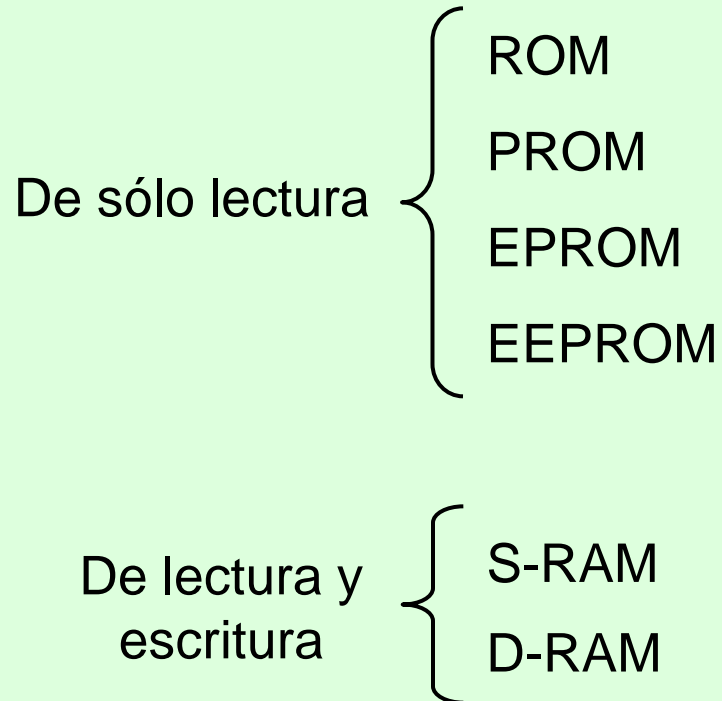 De sólo lectura
ROM
PROM
EPROM
EEPROM
De lectura y
escritura
S-RAM
D-RAM